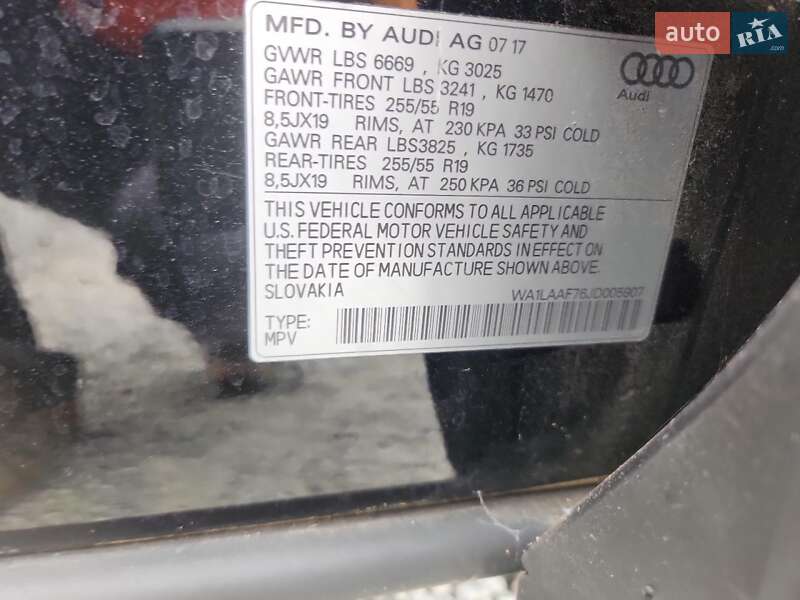 MFD. BY AUDI AG 07 17
GVWR LBS 6669 , KG 3025
GAWR FRONT LBS 3241 , KG 1470
FRONT-TIRES 255/55 R19
8,5JX19 RIMS, AT 230 KPA 33 PSI COLD
GAWR REAR LBS3825 , KG 1735
REAR-TIRES 255/55 R19
8,5JX19 RIMS, AT 250 KPA 36 PSI COLD
THIS VEHICLE CONFORMS TO ALL APPLICABLE
U.S. FEDERAL MOTOR VEHICLE SAFETY AND
THEFT PREVENTION STANDARDS IN EFFECT ON
THE DATE OF MANUFACTURE SHOWN ABOVE.
SLOVAKIA WA1LAAF76JD005907
TYPE:
MPV
Audi
auto RIA.com